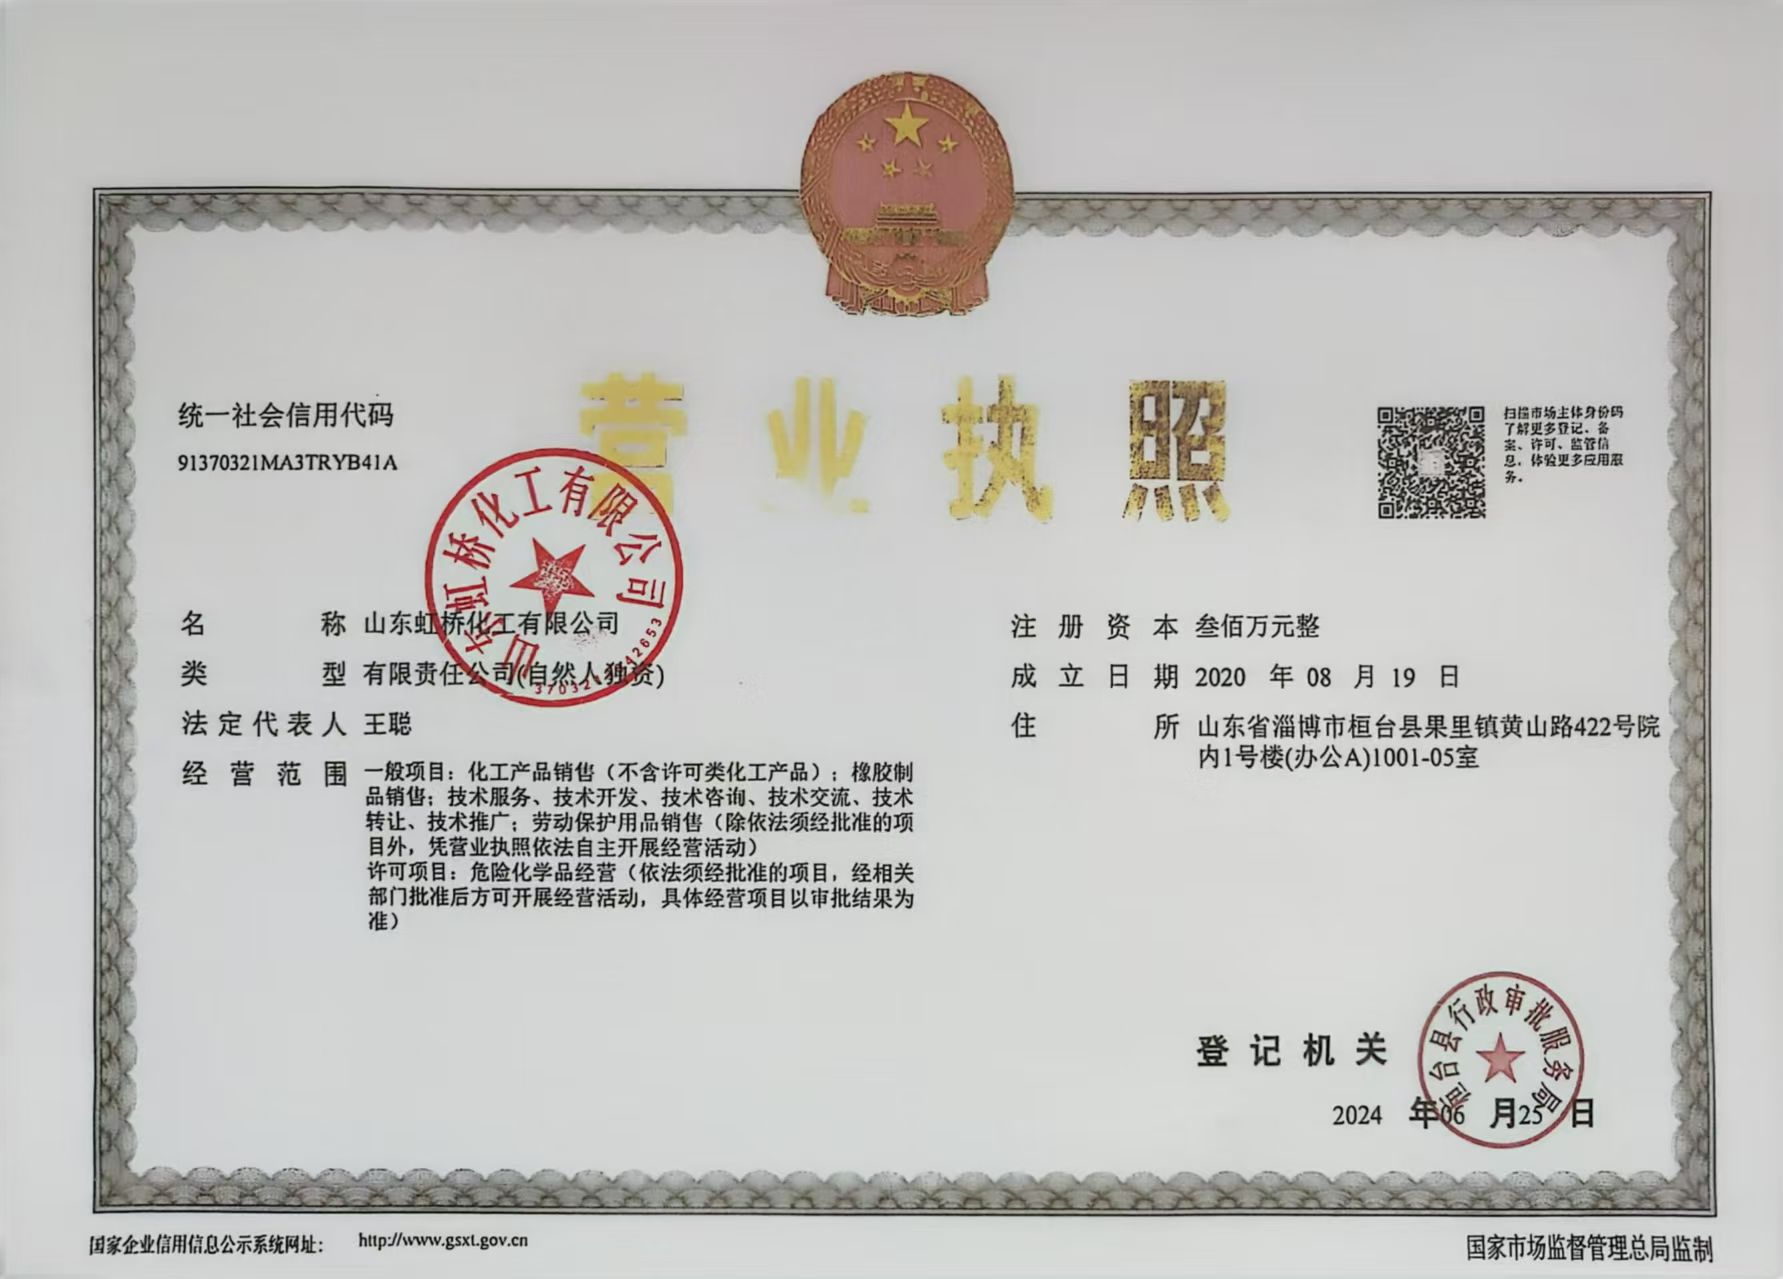 营业执照
统一社会信用代码
91370321MA3TRYB41A
扫描市场主体身份码
了解更多登记、备
案、许可、监管信
息，体验更多应用服
务。
山东虹桥化工有限公司
名称 山东虹桥化工有限公司
类型 有限责任公司(自然人独资)
法定代表人 王聪
经营范围 一般项目：化工产品销售（不含许可类化工产品）；橡胶制
品销售；技术服务、技术开发、技术咨询、技术交流、技术
转让、技术推广；劳动保护用品销售（除依法须经批准的项
目外，凭营业执照依法自主开展经营活动）
许可项目：危险化学品经营（依法须经批准的项目，经相关
部门批准后方可开展经营活动，具体经营项目以审批结果为
准）
注册资本 叁佰万元整
成立日期 2020 年 08 月 19 日
住所 山东省淄博市桓台县果里镇黄山路422号院
内1号楼(办公A)1001-05室
登记机关
桓台县行政审批服务局
2024 年06 月25 日
国家企业信用信息公示系统网址： http://www.gsxt.gov.cn
国家市场监督管理总局监制